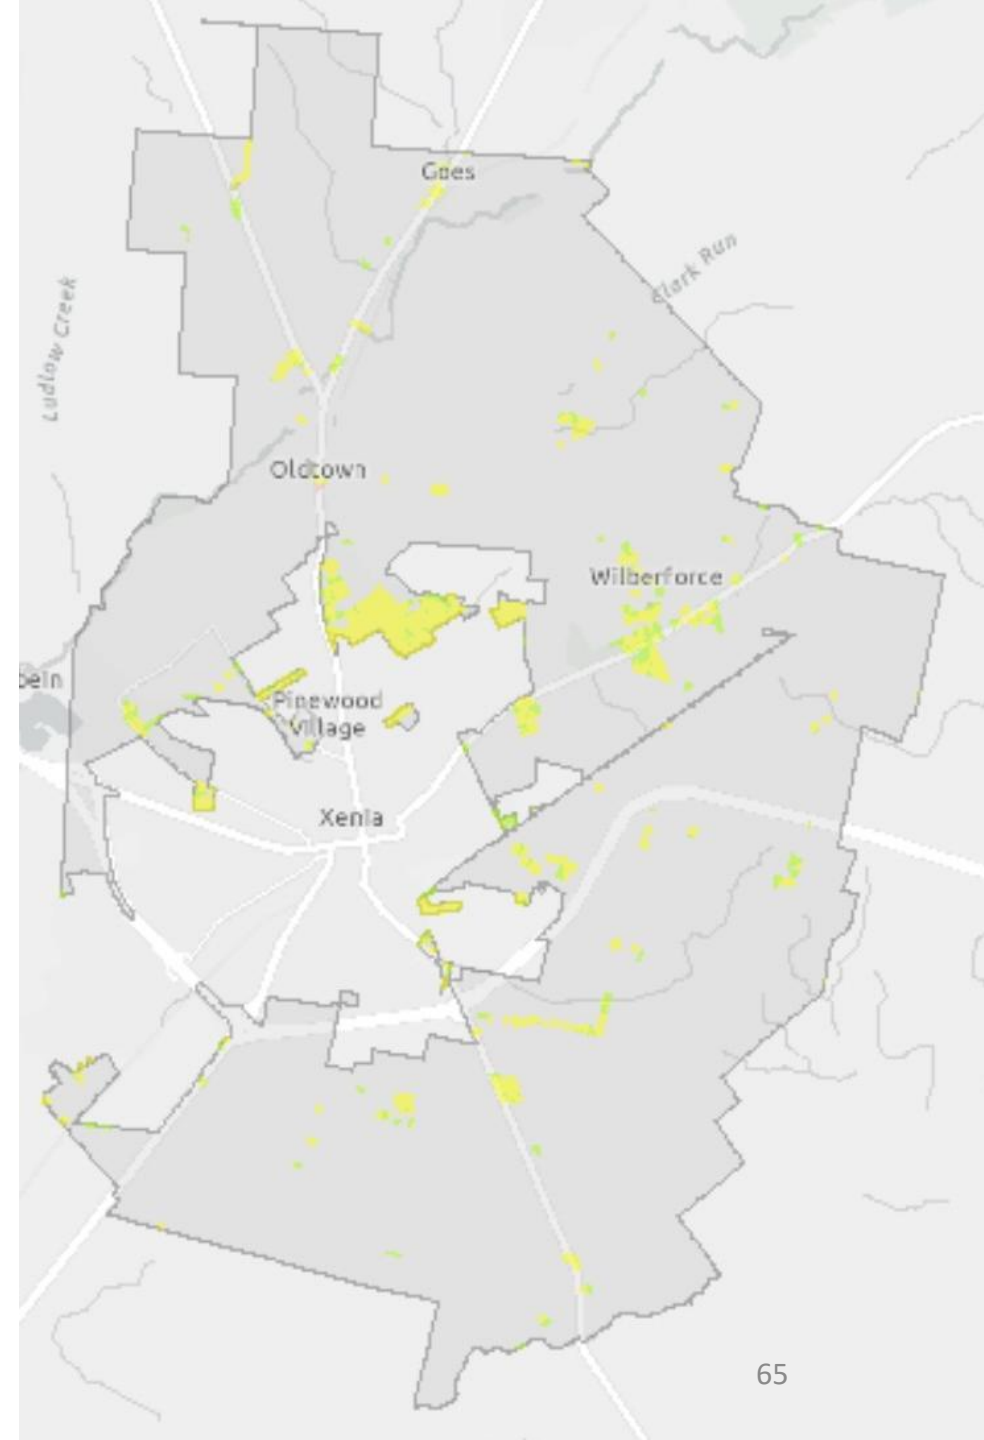 Goes
Clark Run
Ludlow Creek
Oldtown
Wilberforce
Pinewood
Village
Xenia
65